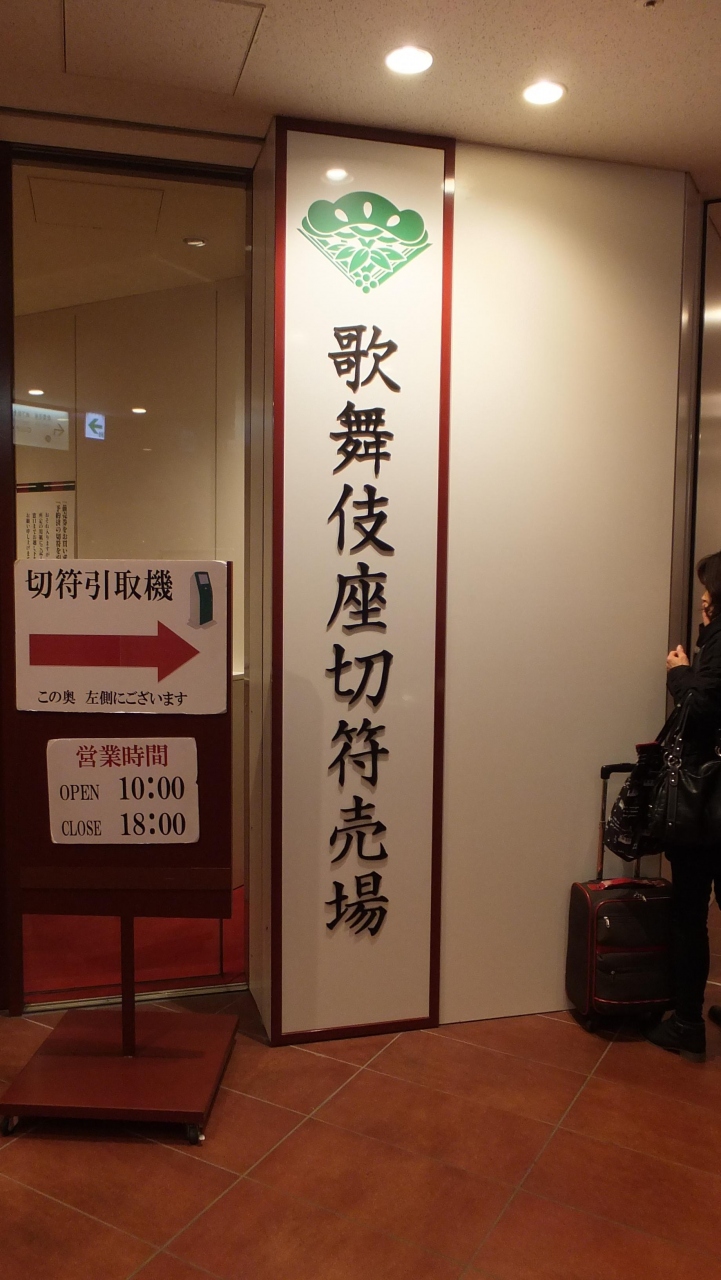 歌舞伎座切符売場
切符引取機
この奥 左側にございます
営業時間
OPEN 10:00
CLOSE 18:00